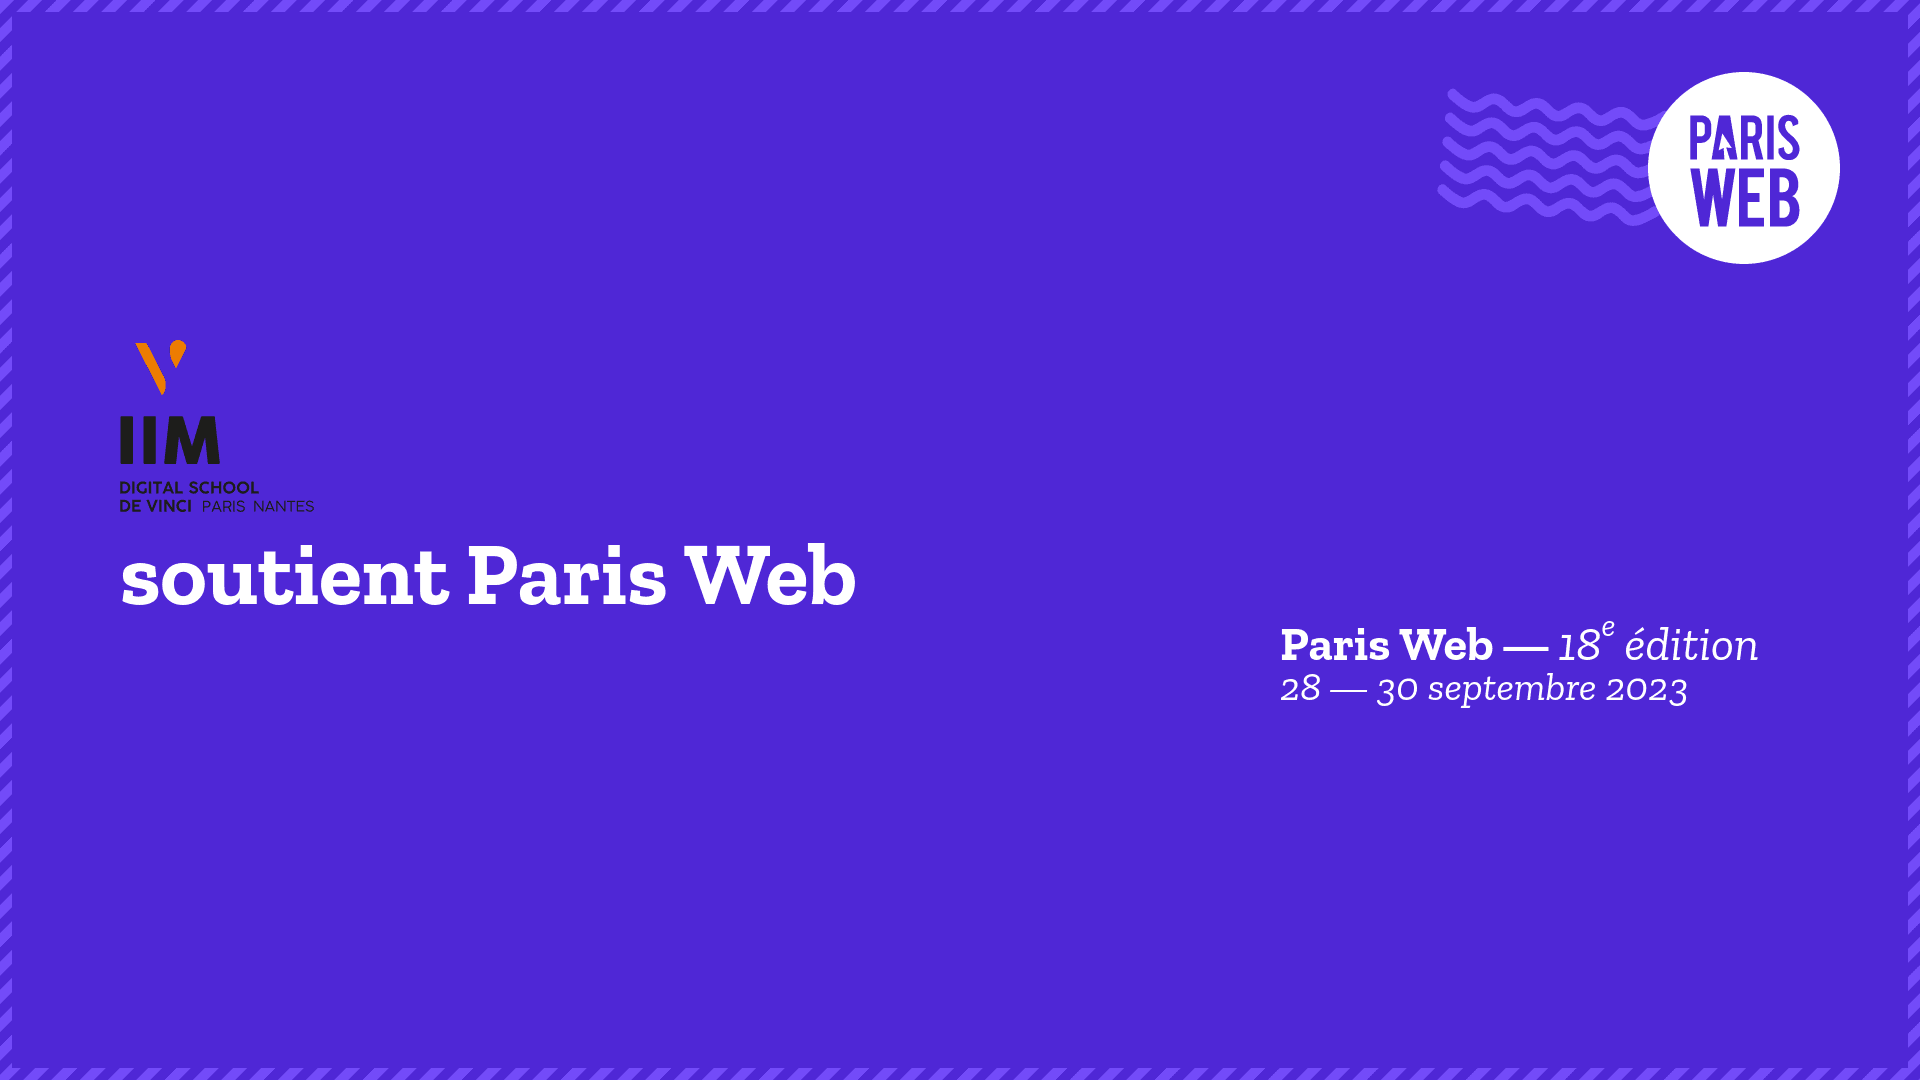 PARIS
WEB
IIM
DIGITAL SCHOOL
DE VINCI PARIS NANTES
soutient Paris Web
Paris Web — 18e édition
28 — 30 septembre 2023